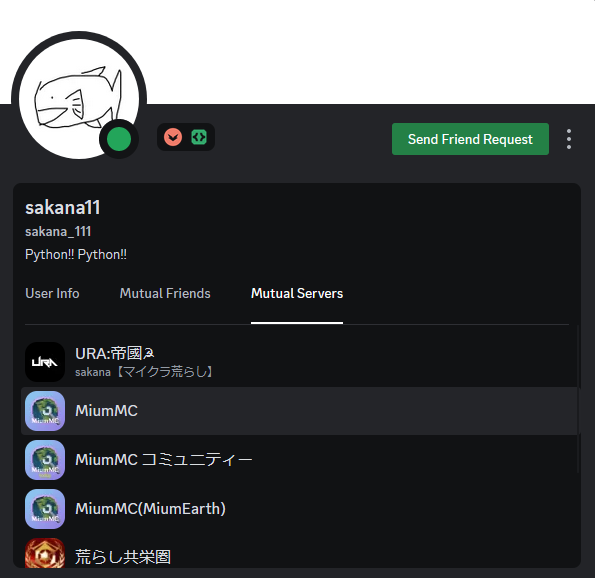 Send Friend Request
sakana11
sakana_111
Python!! Python!!
User Info
Mutual Friends
Mutual Servers
URA
URA:帝國☭
sakana【マイクラ荒らし】
MiumMC
MiumMC
MiumMC
MiumMC コミュニティー
MiumMC
MiumMC(MiumEarth)
荒らし共栄圏